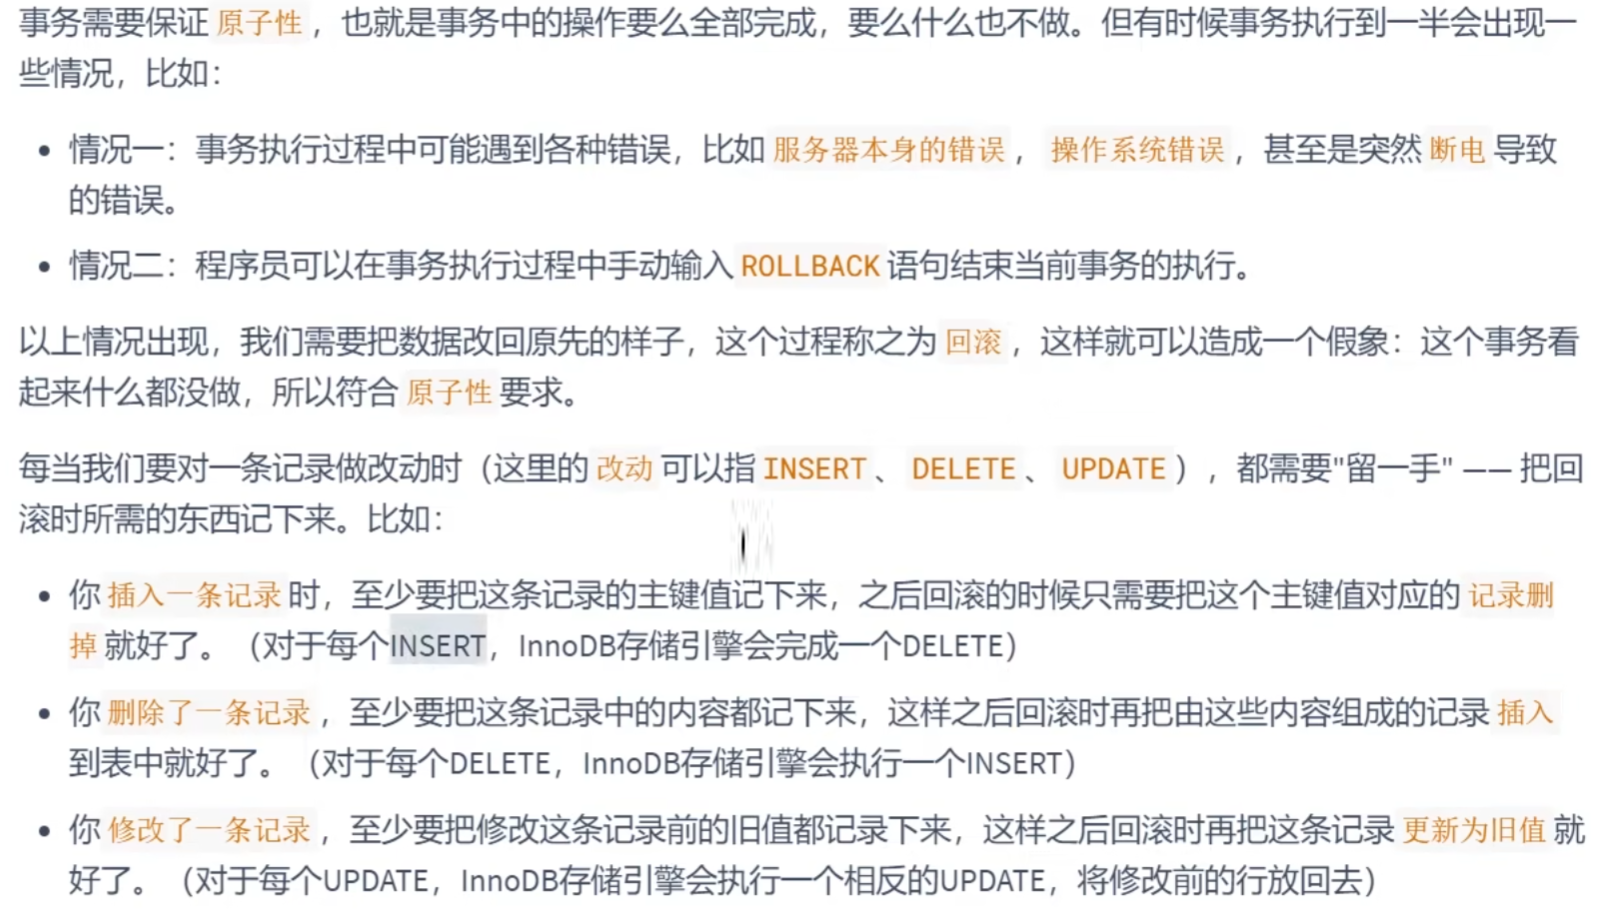 事务需要保证 原子性 ，也就是事务中的操作要么全部完成，要么什么也不做。但有时候事务执行到一半会出现一
些情况，比如：
• 情况一：事务执行过程中可能遇到各种错误，比如 服务器本身的错误 ， 操作系统错误 ，甚至是突然 断电 导致
的错误。
• 情况二：程序员可以在事务执行过程中手动输入 ROLLBACK 语句结束当前事务的执行。
以上情况出现，我们需要把数据改回原先的样子，这个过程称之为 回滚 ，这样就可以造成一个假象：这个事务看
起来什么都没做，所以符合 原子性 要求。
每当我们要对一条记录做改动时（这里的 改动 可以指 INSERT 、 DELETE 、 UPDATE ），都需要"留一手" —— 把回
滚时所需的东西记下来。比如：
• 你 插入一条记录 时，至少要把这条记录的主键值记下来，之后回滚的时候只需要把这个主键值对应的 记录删
掉 就好了。（对于每个INSERT，InnoDB存储引擎会完成一个DELETE）
• 你 删除了一条记录 ，至少要把这条记录中的内容都记下来，这样之后回滚时再把由这些内容组成的记录 插入
到表中就好了。（对于每个DELETE，InnoDB存储引擎会执行一个INSERT）
• 你 修改了一条记录 ，至少要把修改这条记录前的旧值都记录下来，这样之后回滚时再把这条记录 更新为旧值 就
好了。（对于每个UPDATE，InnoDB存储引擎会执行一个相反的UPDATE，将修改前的行放回去）